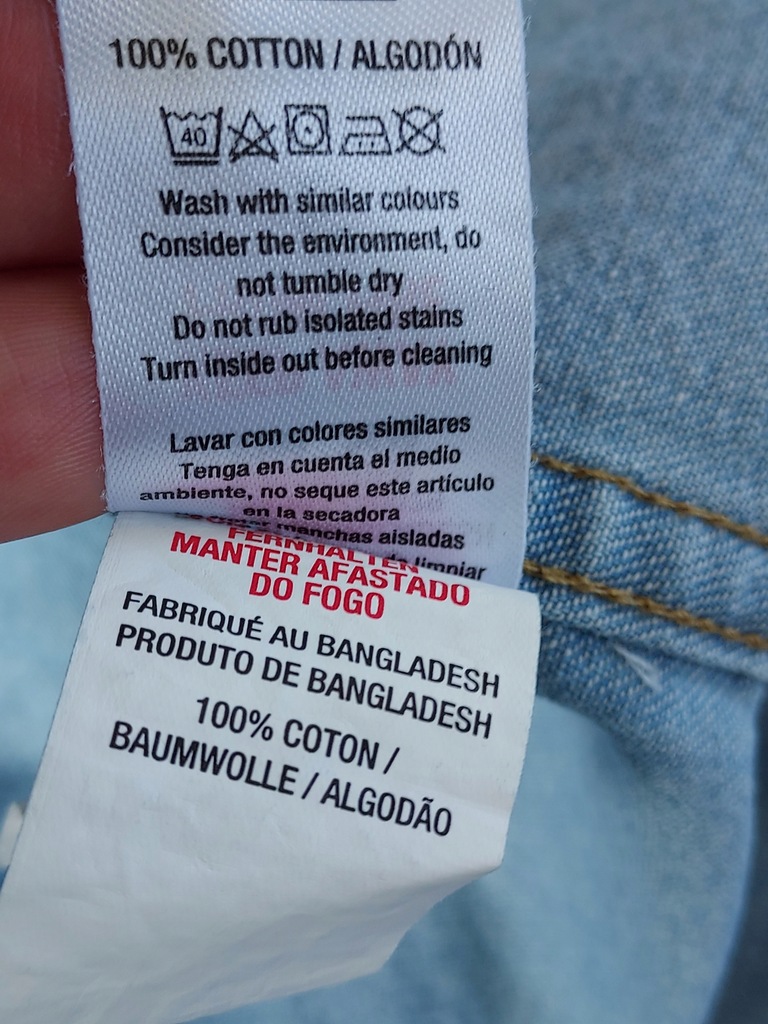 100% COTTON / ALGODÓN
40
Wash with similar colours
Consider the environment, do
not tumble dry
Do not rub isolated stains
Turn inside out before cleaning
Lavar con colores similares
Tenga en cuenta el medio
ambiente, no seque este artículo
en la secadora
manchas aisladas
de limpiar
FERNHALTEN
MANTER AFASTADO
DO FOGO
FABRIQUÉ AU BANGLADESH
PRODUTO DE BANGLADESH
100% COTON /
BAUMWOLLE / ALGODÃO